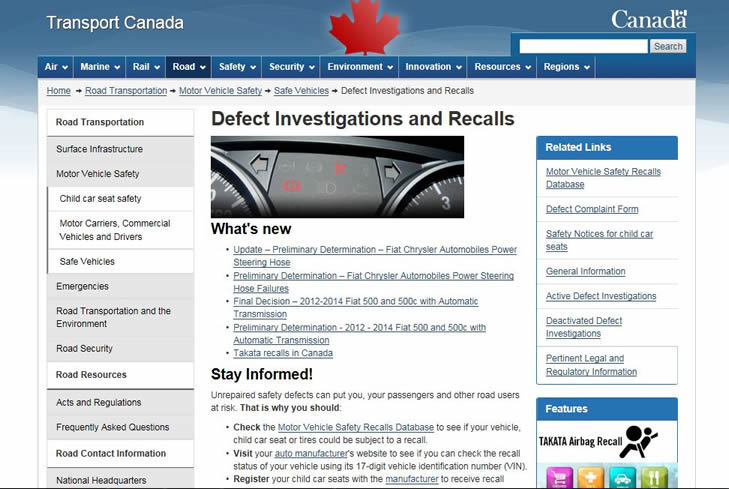 Transport Canada
Canada
Search
Air Marine Rail Road Safety Security Environment Innovation Resources Regions
Home → Road Transportation → Motor Vehicle Safety → Safe Vehicles → Defect Investigations and Recalls
Road Transportation
Surface Infrastructure
Motor Vehicle Safety
Child car seat safety
Motor Carriers, Commercial
Vehicles and Drivers
Safe Vehicles
Emergencies
Road Transportation and the
Environment
Road Security
Road Resources
Acts and Regulations
Frequently Asked Questions
Road Contact Information
National Headquarters
Defect Investigations and Recalls
What's new
• Update – Preliminary Determination – Fiat Chrysler Automobiles Power
Steering Hose
• Preliminary Determination – Fiat Chrysler Automobiles Power Steering
Hose Failures
• Final Decision – 2012-2014 Fiat 500 and 500c with Automatic
Transmission
• Preliminary Determination - 2012 - 2014 Fiat 500 and 500c with
Automatic Transmission
• Takata recalls in Canada
Stay Informed!
Unrepaired safety defects can put you, your passengers and other road users
at risk. That is why you should:
• Check the Motor Vehicle Safety Recalls Database to see if your vehicle,
child car seat or tires could be subject to a recall.
• Visit your auto manufacturer's website to see if you can check the recall
status of your vehicle using its 17-digit vehicle identification number (VIN).
• Register your child car seats with the manufacturer to receive recall
Related Links
Motor Vehicle Safety Recalls
Database
Defect Complaint Form
Safety Notices for child car
seats
General Information
Active Defect Investigations
Deactivated Defect
Investigations
Pertinent Legal and
Regulatory Information
Features
TAKATA Airbag Recall